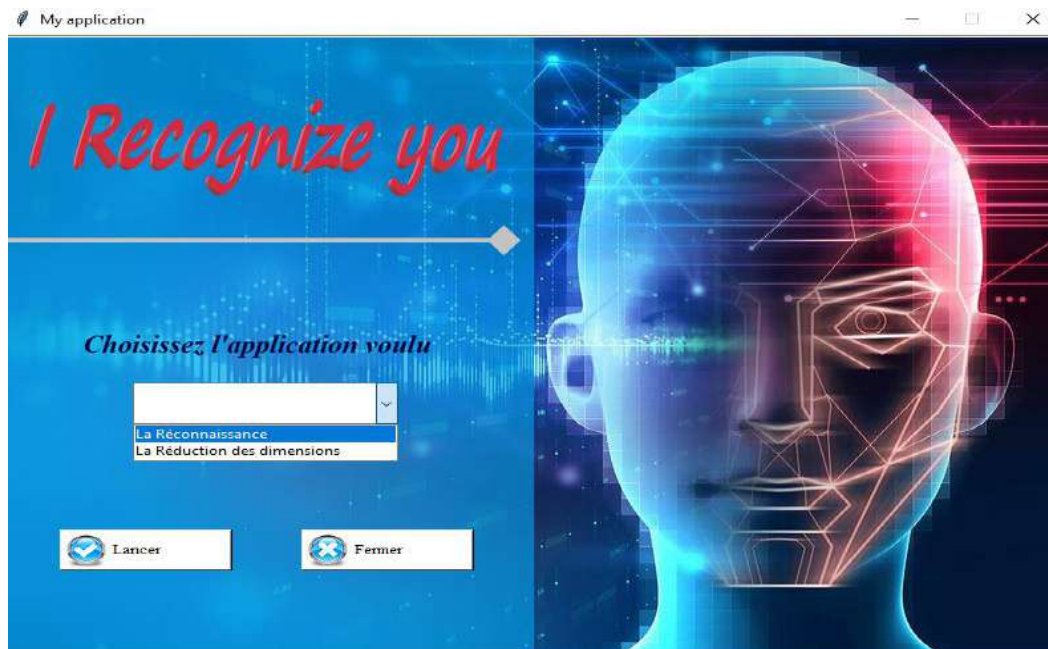 My application
I Recognize you
Choisissez l'application voulu
La Réconnaissance
La Réduction des dimensions
Lancer
Fermer